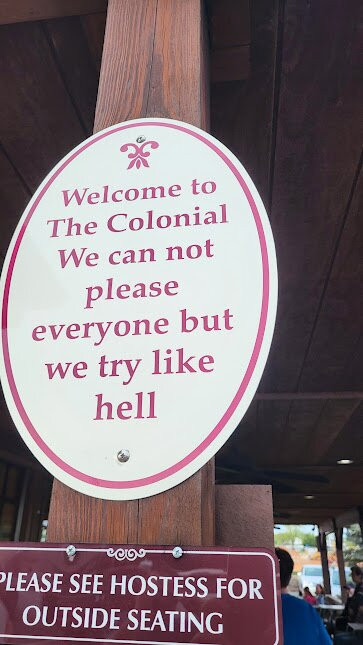 Welcome to
The Colonial
We can not
please
everyone but
we try like
hell
PLEASE SEE HOSTESS FOR
OUTSIDE SEATING